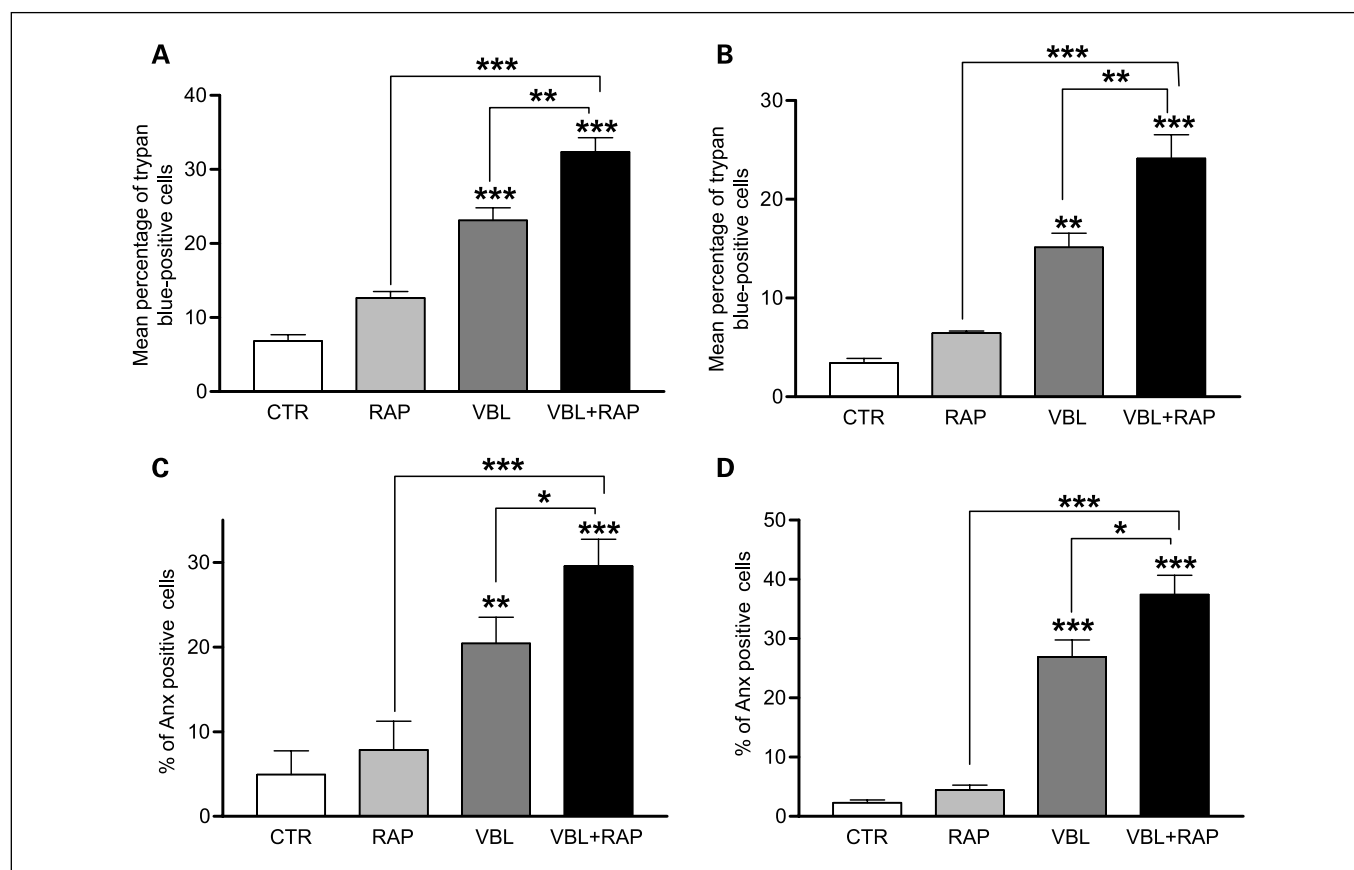 A
Mean percentage of trypan
blue-positive cells
40
30
20
10
0
***
**
***
***
CTR RAP VBL VBL+RAP
B
Mean percentage of trypan
blue-positive cells
30
20
10
0
***
**
***
**
CTR RAP VBL VBL+RAP
C
% of Anx positive cells
30
20
10
0
***
*
***
**
CTR RAP VBL VBL+RAP
D
% of Anx positive cells
50
40
30
20
10
0
***
*
***
***
CTR RAP VBL VBL+RAP